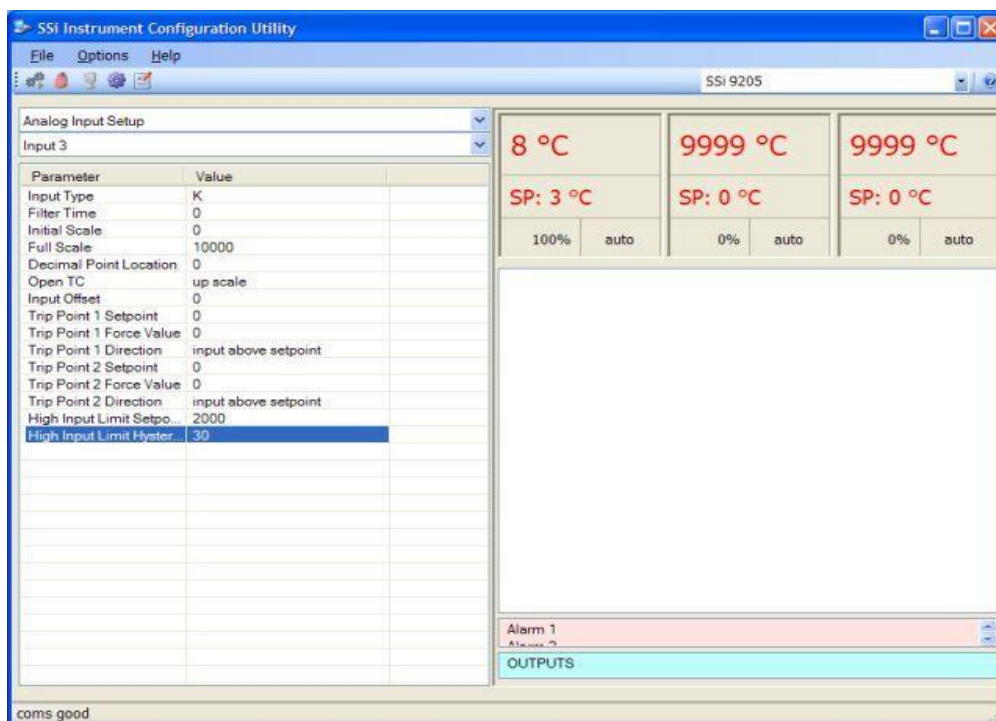 SSi Instrument Configuration Utility
File Options Help
SSi 9205
Analog Input Setup
Input 3
Parameter Value
Input Type K
Filter Time 0
Initial Scale 0
Full Scale 10000
Decimal Point Location 0
Open TC up scale
Input Offset 0
Trip Point 1 Setpoint 0
Trip Point 1 Force Value 0
Trip Point 1 Direction input above setpoint
Trip Point 2 Setpoint 0
Trip Point 2 Force Value 0
Trip Point 2 Direction input above setpoint
High Input Limit Setpo... 2000
High Input Limit Hyster... 30
8 °C
SP: 3 °C
100% auto
9999 °C
SP: 0 °C
0% auto
9999 °C
SP: 0 °C
0% auto
Alarm 1
OUTPUTS
coms good